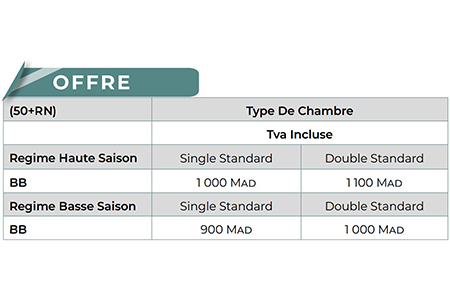 OFFRE
(50+RN) Type De Chambre
Tva Incluse
Regime Haute Saison Single Standard Double Standard
BB 1 000 MAD 1 100 MAD
Regime Basse Saison Single Standard Double Standard
BB 900 MAD 1 000 MAD